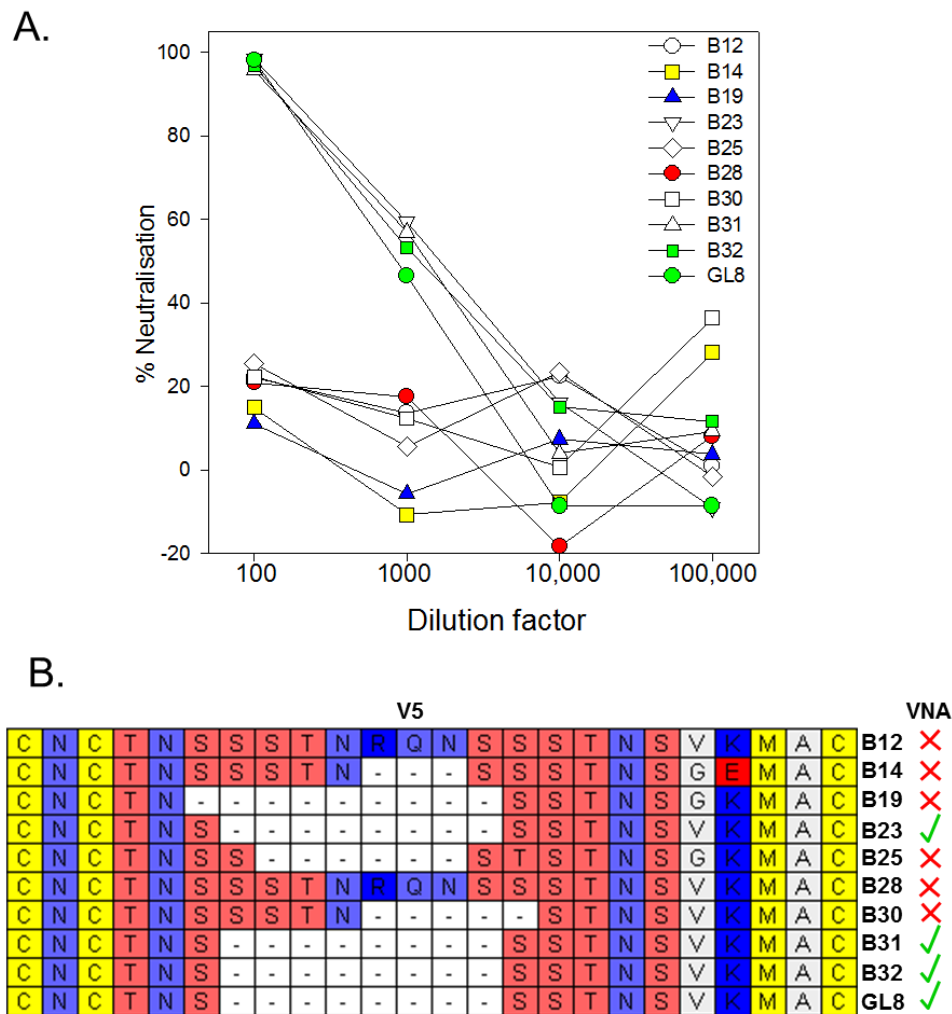 A.
% Neutralisation
100
80
60
40
20
0
-20
100 1000 10,000 100,000
Dilution factor
B12
B14
B19
B23
B25
B28
B30
B31
B32
GL8
B.
V5 VNA
C N C T N S S S T N R Q N S S S T N S V K M A C B12 ✗
C N C T N S S S T N - - - S S S T N S G E M A C B14 ✗
C N C T N - - - - - - - - - S S T N S G K M A C B19 ✗
C N C T N S - - - - - - - - S S T N S V K M A C B23 ✓
C N C T N S S - - - - - - S T S T N S G K M A C B25 ✗
C N C T N S S S T N R Q N S S S T N S V K M A C B28 ✗
C N C T N S S S T N - - - - - S T N S V K M A C B30 ✗
C N C T N S - - - - - - - - S S T N S V K M A C B31 ✓
C N C T N S - - - - - - - - S S T N S V K M A C B32 ✓
C N C T N S - - - - - - - - S S T N S V K M A C GL8 ✓